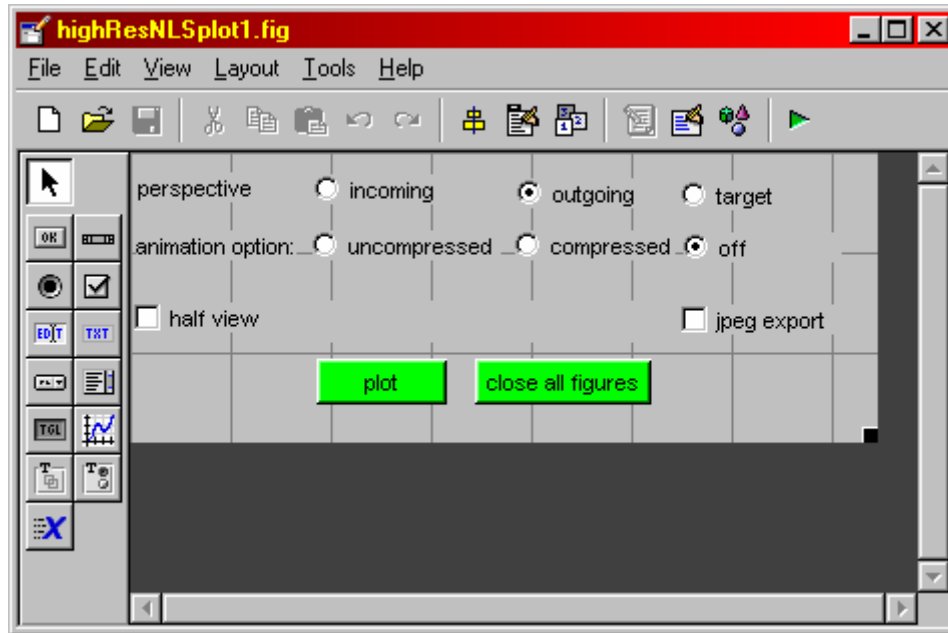 highResNLSplot1.fig
File Edit View Layout Tools Help
perspective incoming outgoing target
OK
animation option: uncompressed compressed off
EDIT TXT
half view jpeg export
plot close all figures
TGL